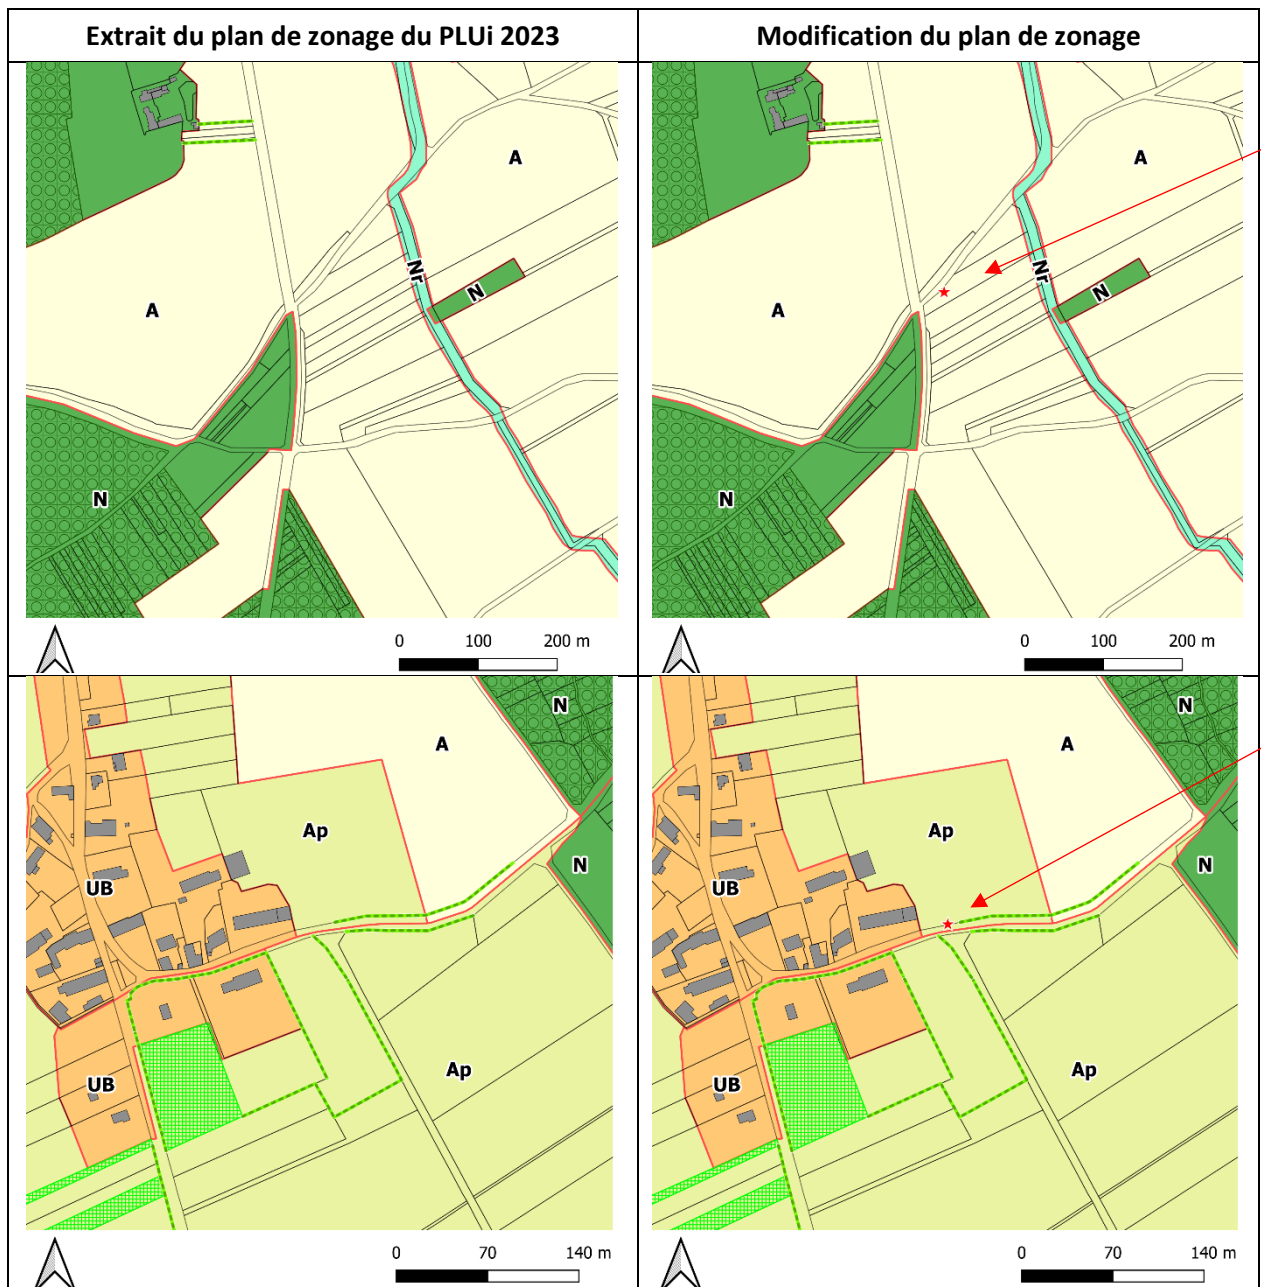 Extrait du plan de zonage du PLUi 2023
Modification du plan de zonage
A
A
Nr
N
N
0 100 200 m
A
A
Nr
N
N
0 100 200 m
N
A
Ap
N
UB
UB
Ap
0 70 140 m
N
A
Ap
N
UB
UB
Ap
0 70 140 m